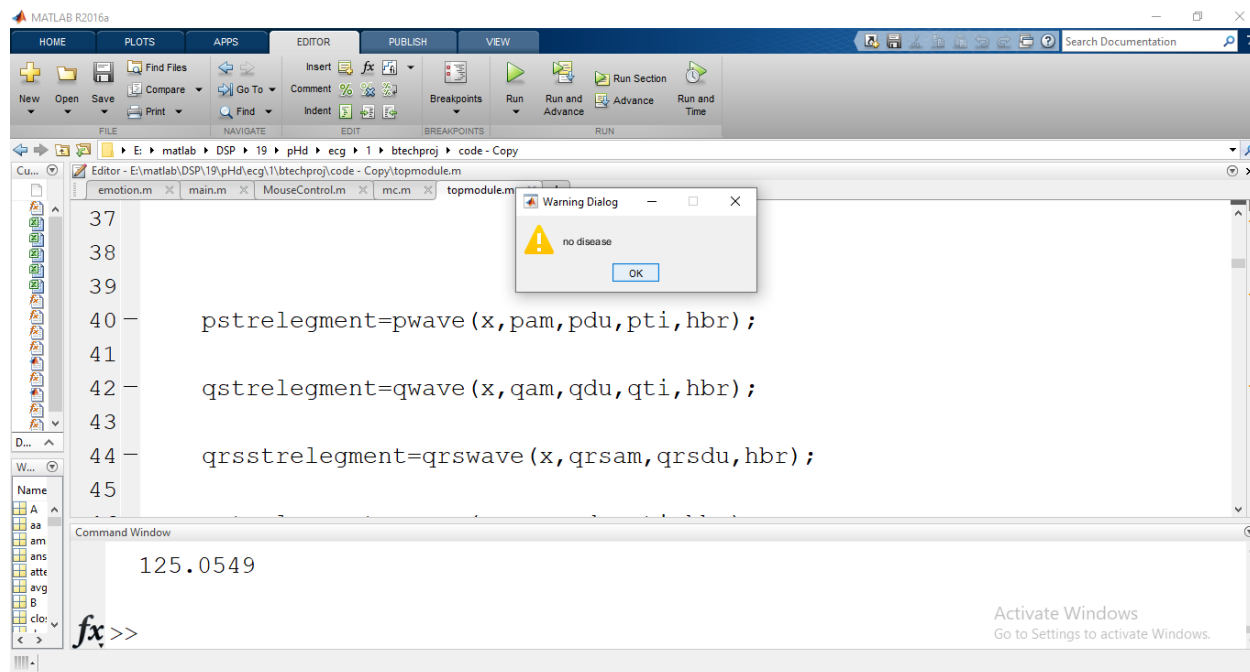 MATLAB R2016a
HOME PLOTS APPS EDITOR PUBLISH VIEW Search Documentation
Find Files Insert fx
New Open Save Compare Go To Comment Breakpoints Run Run and Advance Run Section Advance Run and Time
Print Find Indent
FILE NAVIGATE EDIT BREAKPOINTS RUN
E: matlab DSP 19 pHd ecg 1 btechproj code - Copy
Cu... Editor - E:\matlab\DSP\19\pHd\ecg\1\btechproj\code - Copy\topmodule.m
emotion.m main.m MouseControl.m mc.m topmodule.m
Warning Dialog
no disease
OK
37
38
39
40 pstrelegment=pwave(x,pam,pdu,pti,hbr);
41
42 qstrelegment=qwave(x,qam,qdu,qti,hbr);
43
44 qrsstrelegment=qrswave(x,qrsam,qrsdu,hbr);
45
D...
W...
Name
A
aa
am
ans
atte
avg
B
clo
Command Window
125.0549
fx >>
Activate Windows
Go to Settings to activate Windows.